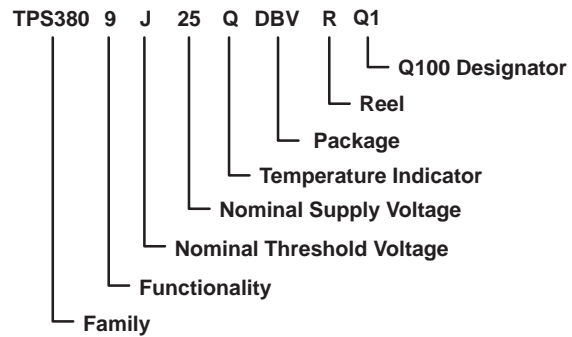 TPS380 9 J 25 Q DBV R Q1
Q100 Designator
Reel
Package
Temperature Indicator
Nominal Supply Voltage
Nominal Threshold Voltage
Functionality
Family